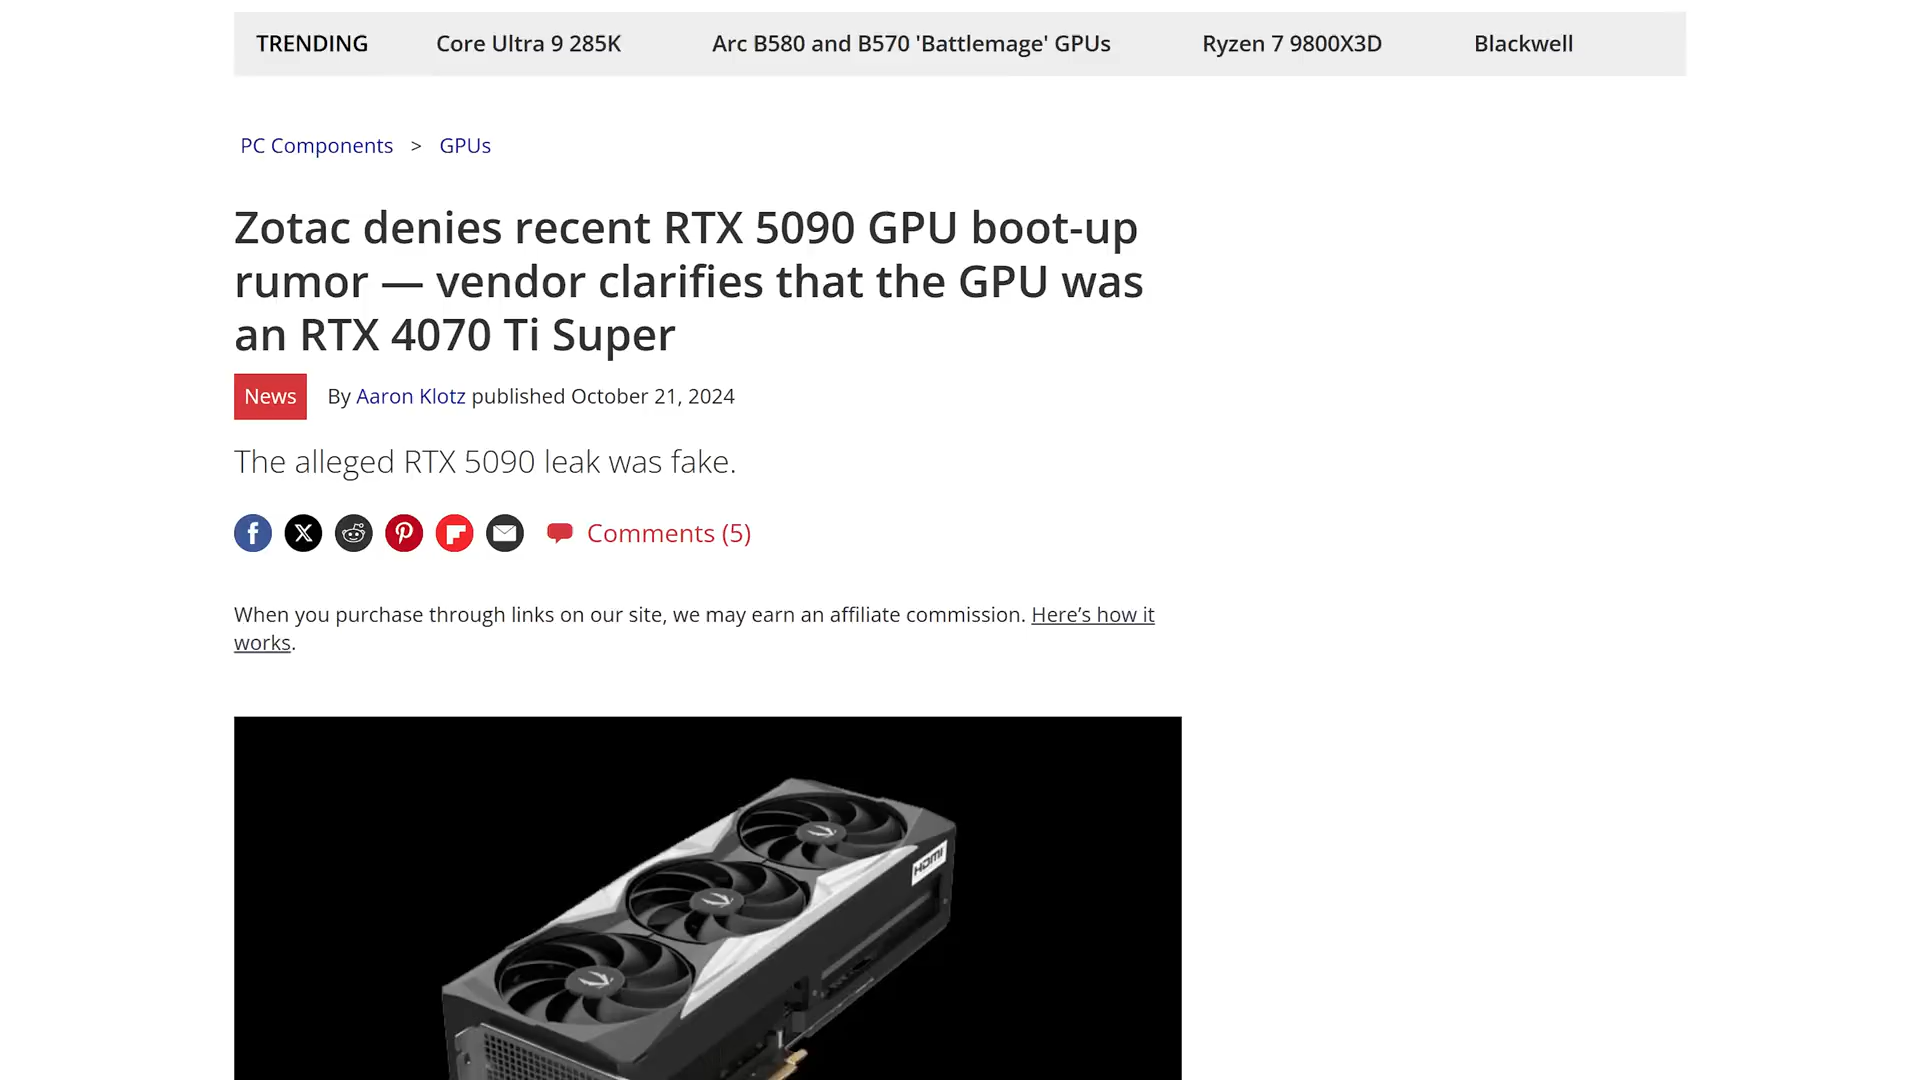 TRENDING Core Ultra 9 285K Arc B580 and B570 'Battlemage' GPUs Ryzen 7 9800X3D Blackwell
PC Components > GPUs
Zotac denies recent RTX 5090 GPU boot-up
rumor — vendor clarifies that the GPU was
an RTX 4070 Ti Super
News By Aaron Klotz published October 21, 2024
The alleged RTX 5090 leak was fake.
Comments (5)
When you purchase through links on our site, we may earn an affiliate commission. Here’s how it
works.
HDMI